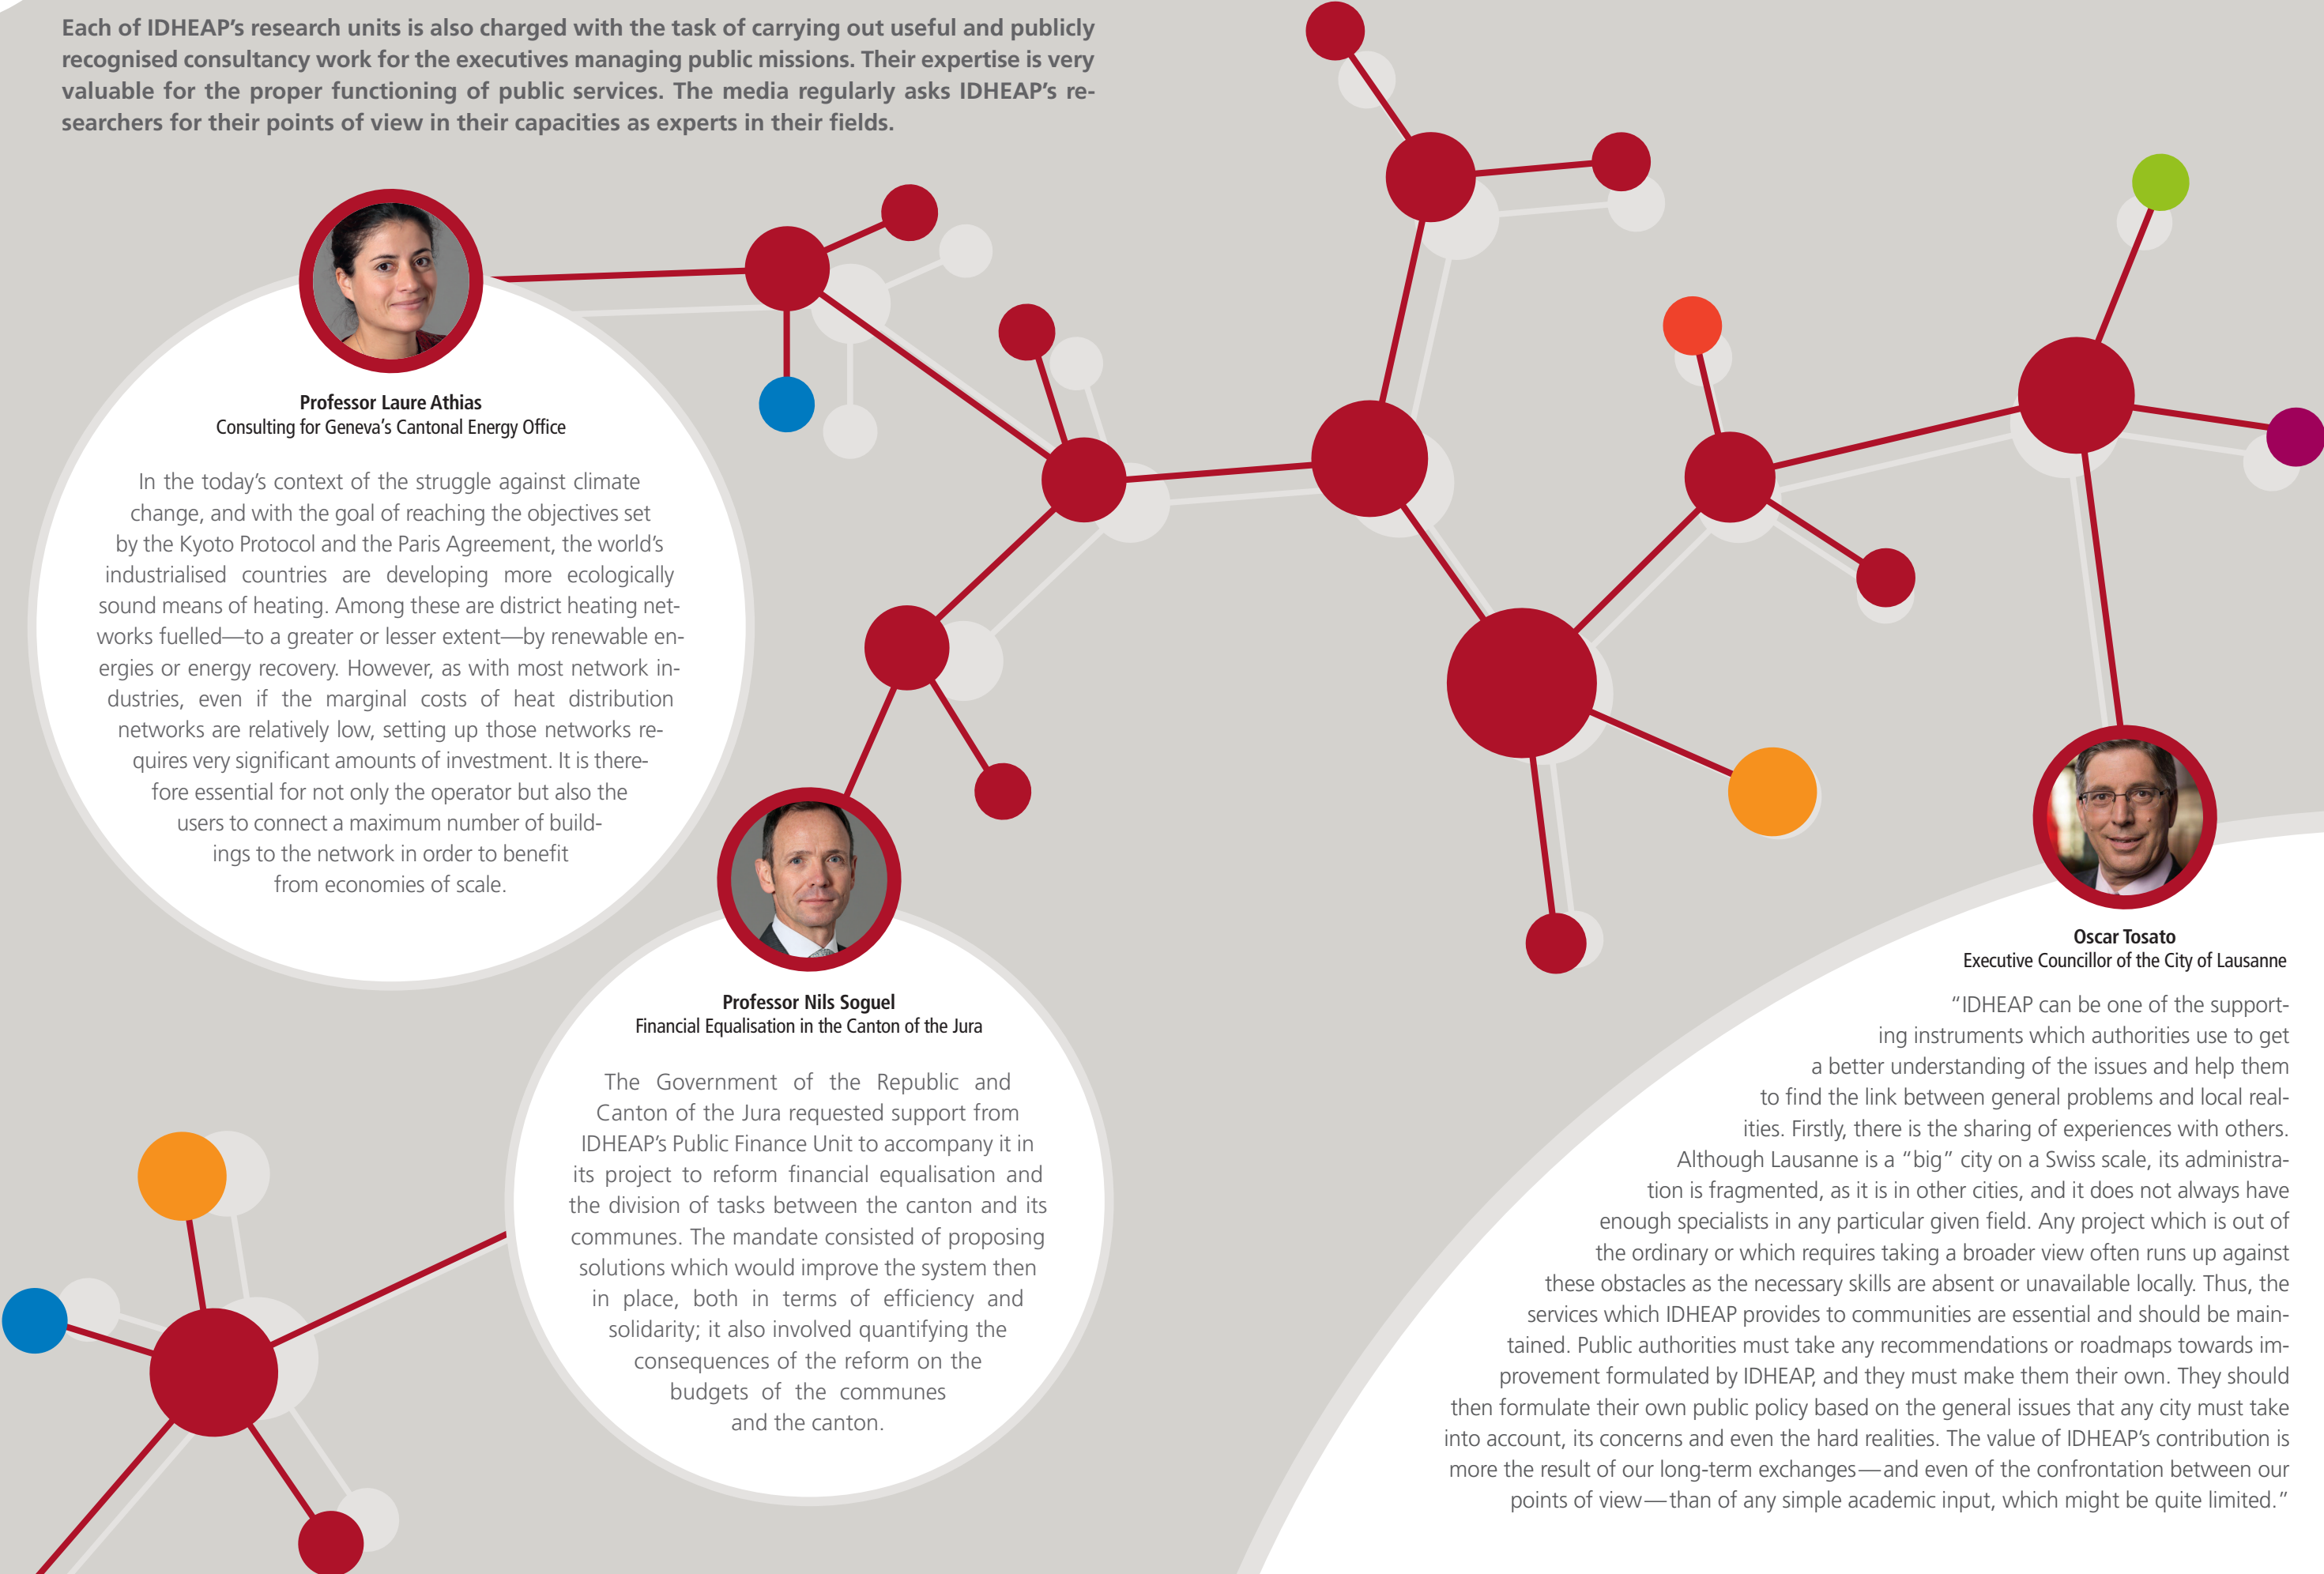 Each of IDHEAP’s research units is also charged with the task of carrying out useful and publicly
recognised consultancy work for the executives managing public missions. Their expertise is very
valuable for the proper functioning of public services. The media regularly asks IDHEAP’s re-
searchers for their points of view in their capacities as experts in their fields.
Professor Laure Athias
Consulting for Geneva’s Cantonal Energy Office
In the today’s context of the struggle against climate
change, and with the goal of reaching the objectives set
by the Kyoto Protocol and the Paris Agreement, the world’s
industrialised countries are developing more ecologically
sound means of heating. Among these are district heating net-
works fuelled—to a greater or lesser extent—by renewable en-
ergies or energy recovery. However, as with most network in-
dustries, even if the marginal costs of heat distribution
networks are relatively low, setting up those networks re-
quires very significant amounts of investment. It is there-
fore essential for not only the operator but also the
users to connect a maximum number of build-
ings to the network in order to benefit
from economies of scale.
Professor Nils Soguel
Financial Equalisation in the Canton of the Jura
The Government of the Republic and
Canton of the Jura requested support from
IDHEAP’s Public Finance Unit to accompany it in
its project to reform financial equalisation and
the division of tasks between the canton and its
communes. The mandate consisted of proposing
solutions which would improve the system then
in place, both in terms of efficiency and
solidarity; it also involved quantifying the
consequences of the reform on the
budgets of the communes
and the canton.
Oscar Tosato
Executive Councillor of the City of Lausanne
“IDHEAP can be one of the support-
ing instruments which authorities use to get
a better understanding of the issues and help them
to find the link between general problems and local real-
ities. Firstly, there is the sharing of experiences with others.
Although Lausanne is a “big” city on a Swiss scale, its administra-
tion is fragmented, as it is in other cities, and it does not always have
enough specialists in any particular given field. Any project which is out of
the ordinary or which requires taking a broader view often runs up against
these obstacles as the necessary skills are absent or unavailable locally. Thus, the
services which IDHEAP provides to communities are essential and should be main-
tained. Public authorities must take any recommendations or roadmaps towards im-
provement formulated by IDHEAP, and they must make them their own. They should
then formulate their own public policy based on the general issues that any city must take
into account, its concerns and even the hard realities. The value of IDHEAP’s contribution is
more the result of our long-term exchanges—and even of the confrontation between our
points of view—than of any simple academic input, which might be quite limited.”